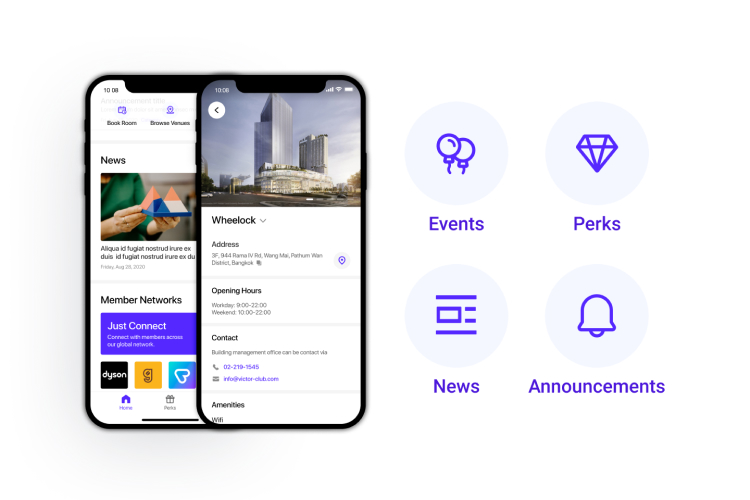 10:08
Book Room
Browse Venues
News
Aliqua id fugiat nostrud irure ex
duis id fugiat nostrud irure ex du
Friday, Aug 28, 2020
Member Networks
Just Connect
Connect with members across
our global network.
dyson
Home
Perks
10:08
Wheelock
Address
3F, 944 Rama IV Rd, Wang Mai, Pathum Wan
District, Bangkok
Opening Hours
Workday: 9:00-22:00
Weekend: 10:00-22:00
Contact
Building management office can be contact via
02-219-1545
info@victor-club.com
Amenities
Wifi
Events
Perks
News
Announcements